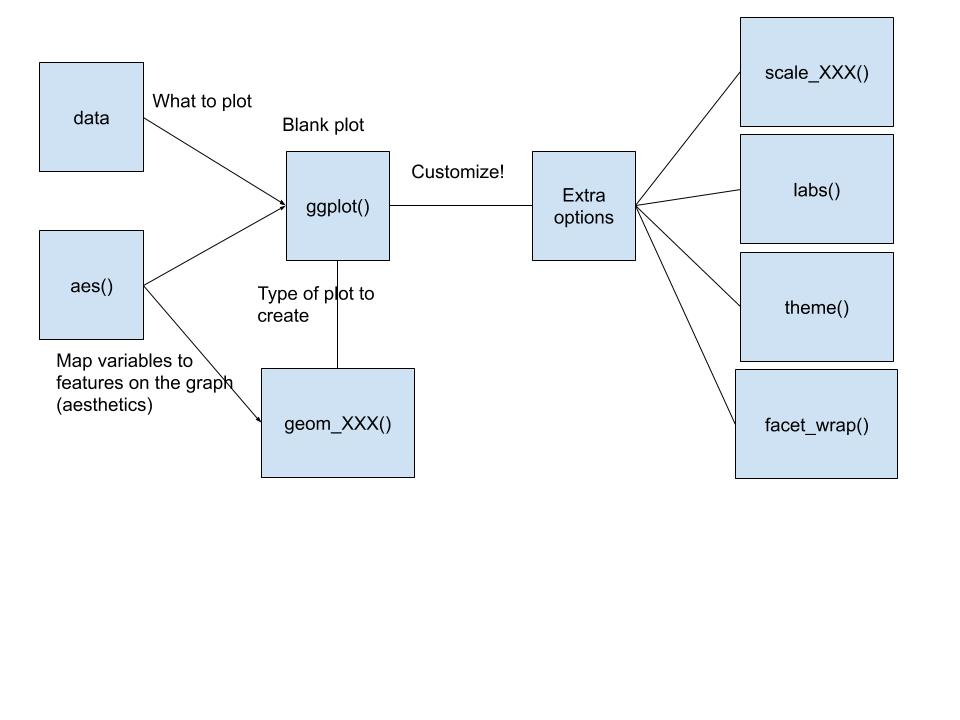 data
What to plot
Blank plot
ggplot()
Customize!
Extra
options
scale_XXX()
labs()
theme()
facet_wrap()
aes()
Map variables to
features on the graph
(aesthetics)
Type of plot to
create
geom_XXX()